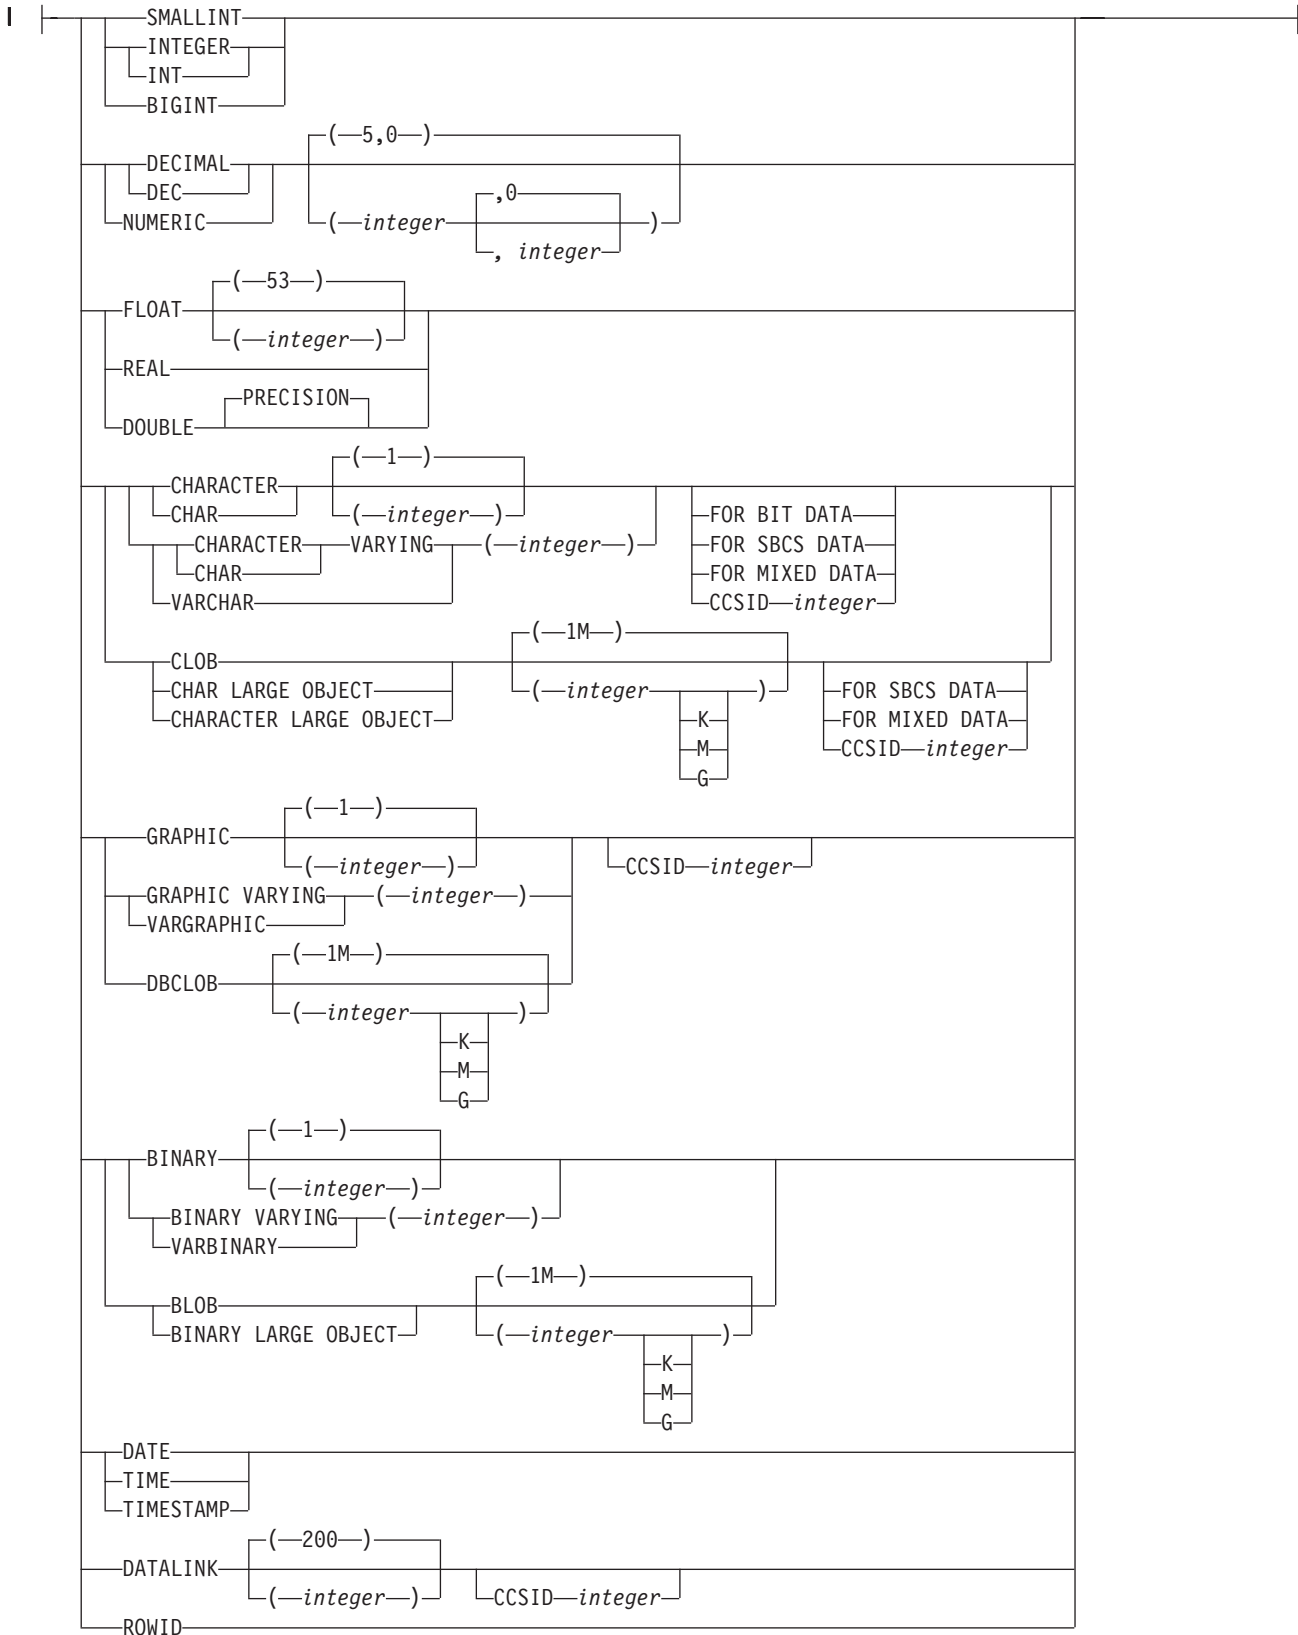 SMALLINT
INTEGER
INT
BIGINT
( 5,0 )
DECIMAL
DEC
,0
NUMERIC ( integer )
, integer
( 53 )
FLOAT
( integer )
REAL
PRECISION
DOUBLE
( 1 )
CHARACTER
CHAR ( integer ) FOR BIT DATA
CHARACTER VARYING ( integer ) FOR SBCS DATA
CHAR FOR MIXED DATA
VARCHAR CCSID integer
( 1M )
CLOB
CHAR LARGE OBJECT ( integer ) FOR SBCS DATA
CHARACTER LARGE OBJECT K FOR MIXED DATA
M CCSID integer
G
( 1 )
GRAPHIC
( integer ) CCSID integer
GRAPHIC VARYING ( integer )
VARGRAPHIC
( 1M )
DBCLOB
( integer )
K
M
G
( 1 )
BINARY
( integer )
BINARY VARYING ( integer )
VARBINARY
( 1M )
BLOB
BINARY LARGE OBJECT ( integer )
K
M
G
DATE
TIME
TIMESTAMP
( 200 )
DATALINK
( integer ) CCSID integer
ROWID